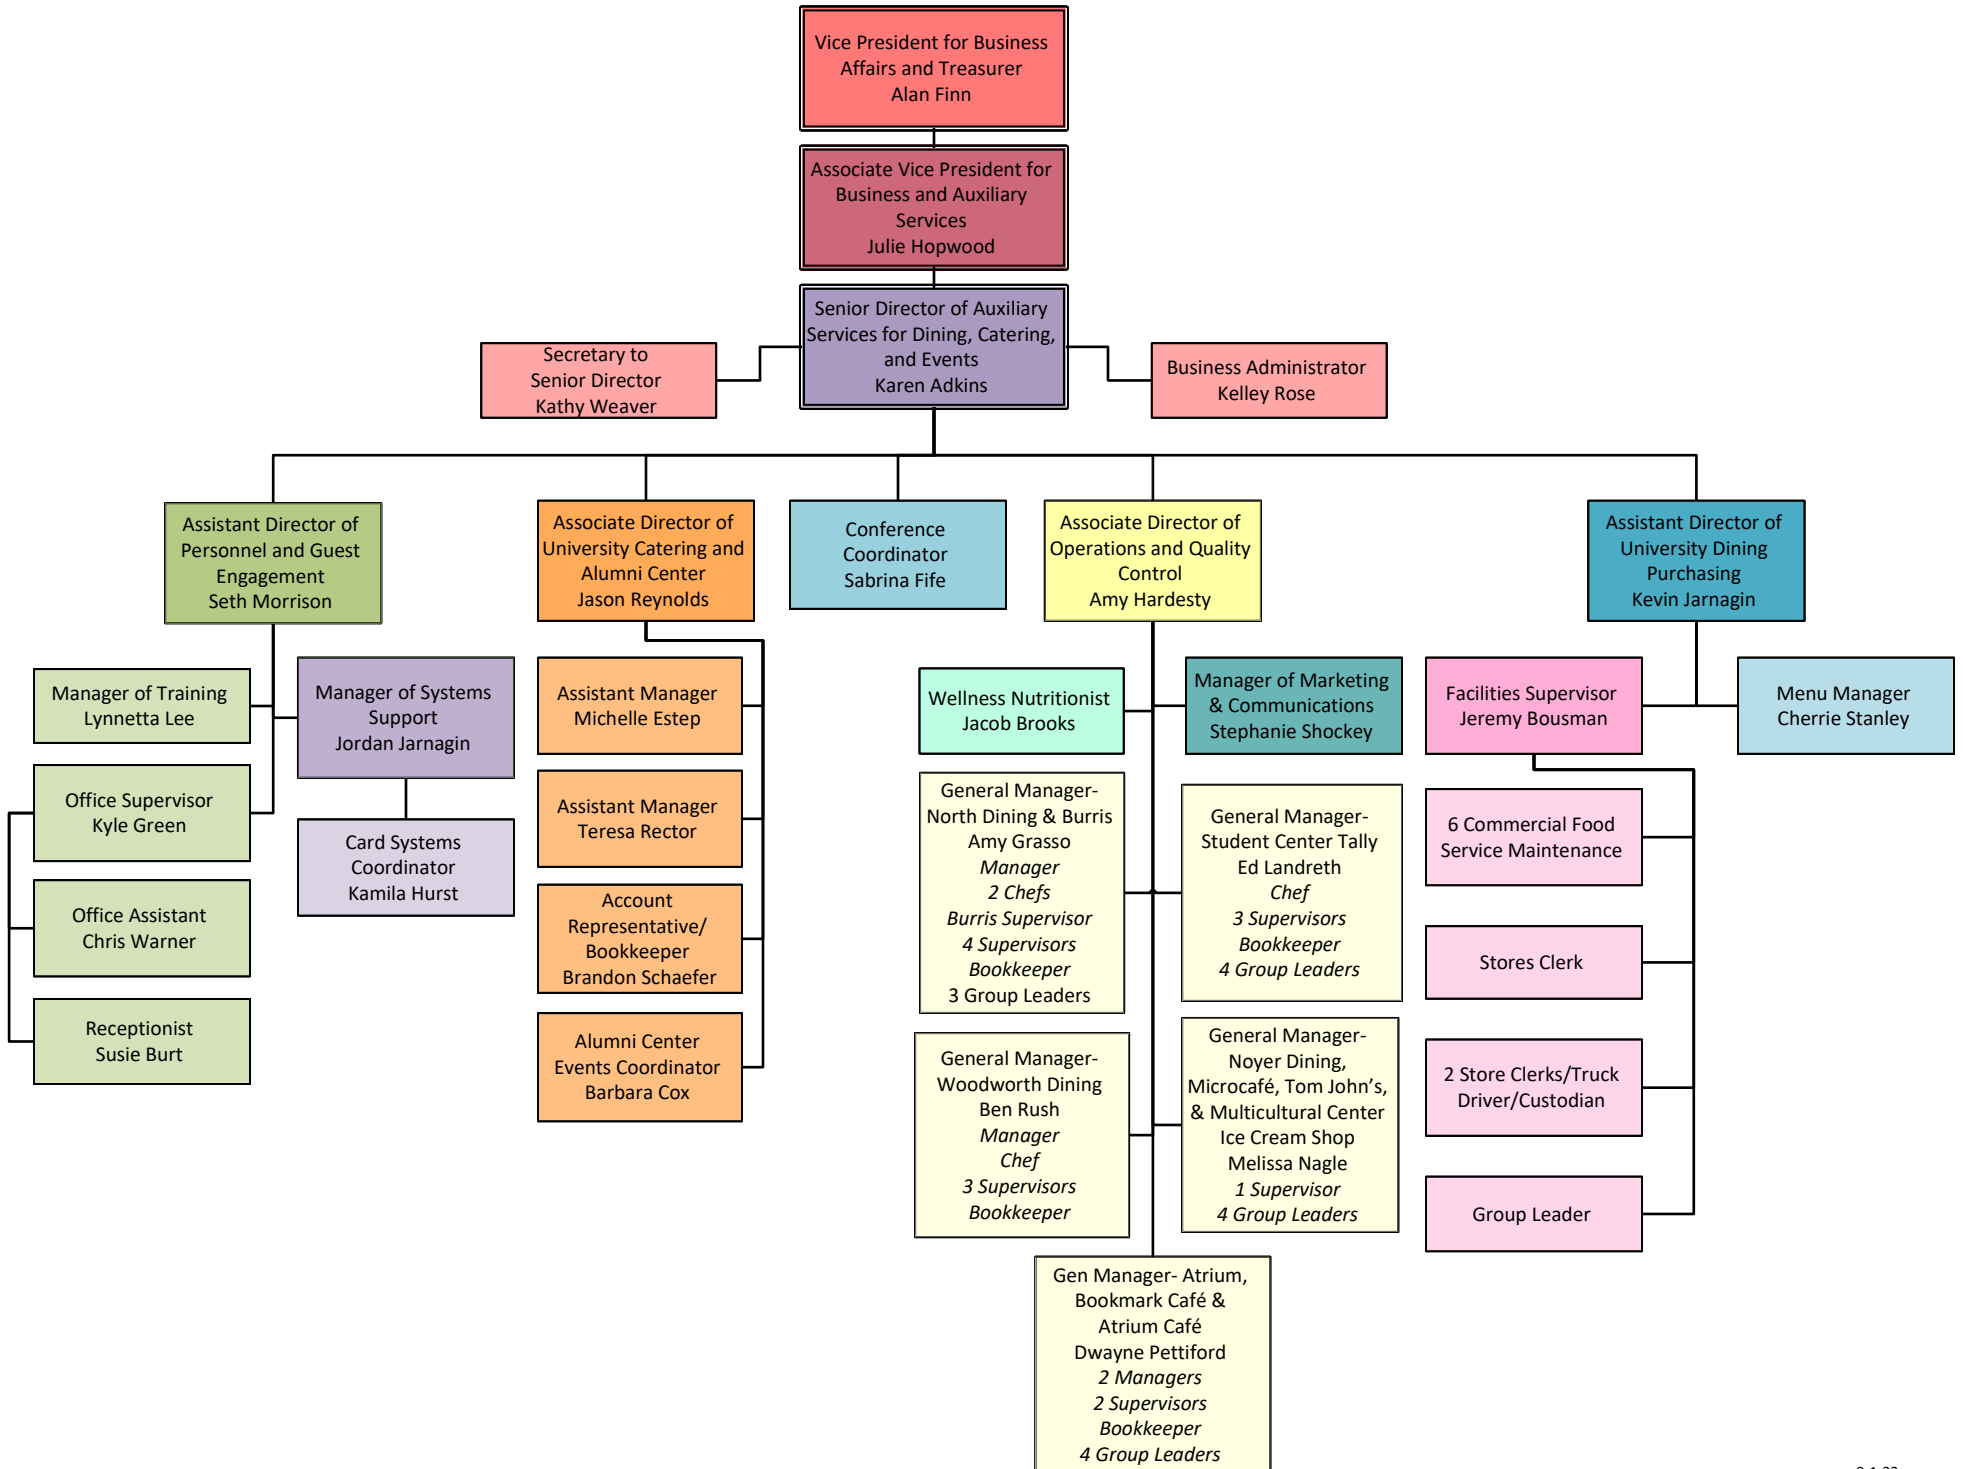 Vice President for Business
Affairs and Treasurer
Alan Finn
Associate Vice President for
Business and Auxiliary
Services
Julie Hopwood
Senior Director of Auxiliary
Services for Dining, Catering,
and Events
Karen Adkins
Secretary to
Senior Director
Kathy Weaver
Business Administrator
Kelley Rose
Assistant Director of
Personnel and Guest
Engagement
Seth Morrison
Associate Director of
University Catering and
Alumni Center
Jason Reynolds
Conference
Coordinator
Sabrina Fife
Associate Director of
Operations and Quality
Control
Amy Hardesty
Assistant Director of
University Dining
Purchasing
Kevin Jarnagin
Manager of Training
Lynnetta Lee
Manager of Systems
Support
Jordan Jarnagin
Office Supervisor
Kyle Green
Card Systems
Coordinator
Kamila Hurst
Office Assistant
Chris Warner
Receptionist
Susie Burt
Assistant Manager
Michelle Estep
Assistant Manager
Teresa Rector
Account
Representative/
Bookkeeper
Brandon Schaefer
Alumni Center
Events Coordinator
Barbara Cox
Wellness Nutritionist
Jacob Brooks
Manager of Marketing
& Communications
Stephanie Shockey
General Manager-
North Dining & Burris
Amy Grasso
Manager
2 Chefs
Burris Supervisor
4 Supervisors
Bookkeeper
3 Group Leaders
General Manager-
Student Center Tally
Ed Landreth
Chef
3 Supervisors
Bookkeeper
4 Group Leaders
General Manager-
Woodworth Dining
Ben Rush
Manager
Chef
3 Supervisors
Bookkeeper
General Manager-
Noyer Dining,
Microcafé, Tom John’s,
& Multicultural Center
Ice Cream Shop
Melissa Nagle
1 Supervisor
4 Group Leaders
Gen Manager- Atrium,
Bookmark Café &
Atrium Café
Dwayne Pettiford
2 Managers
2 Supervisors
Bookkeeper
4 Group Leaders
Facilities Supervisor
Jeremy Bousman
Menu Manager
Cherrie Stanley
6 Commercial Food
Service Maintenance
Stores Clerk
2 Store Clerks/Truck
Driver/Custodian
Group Leader